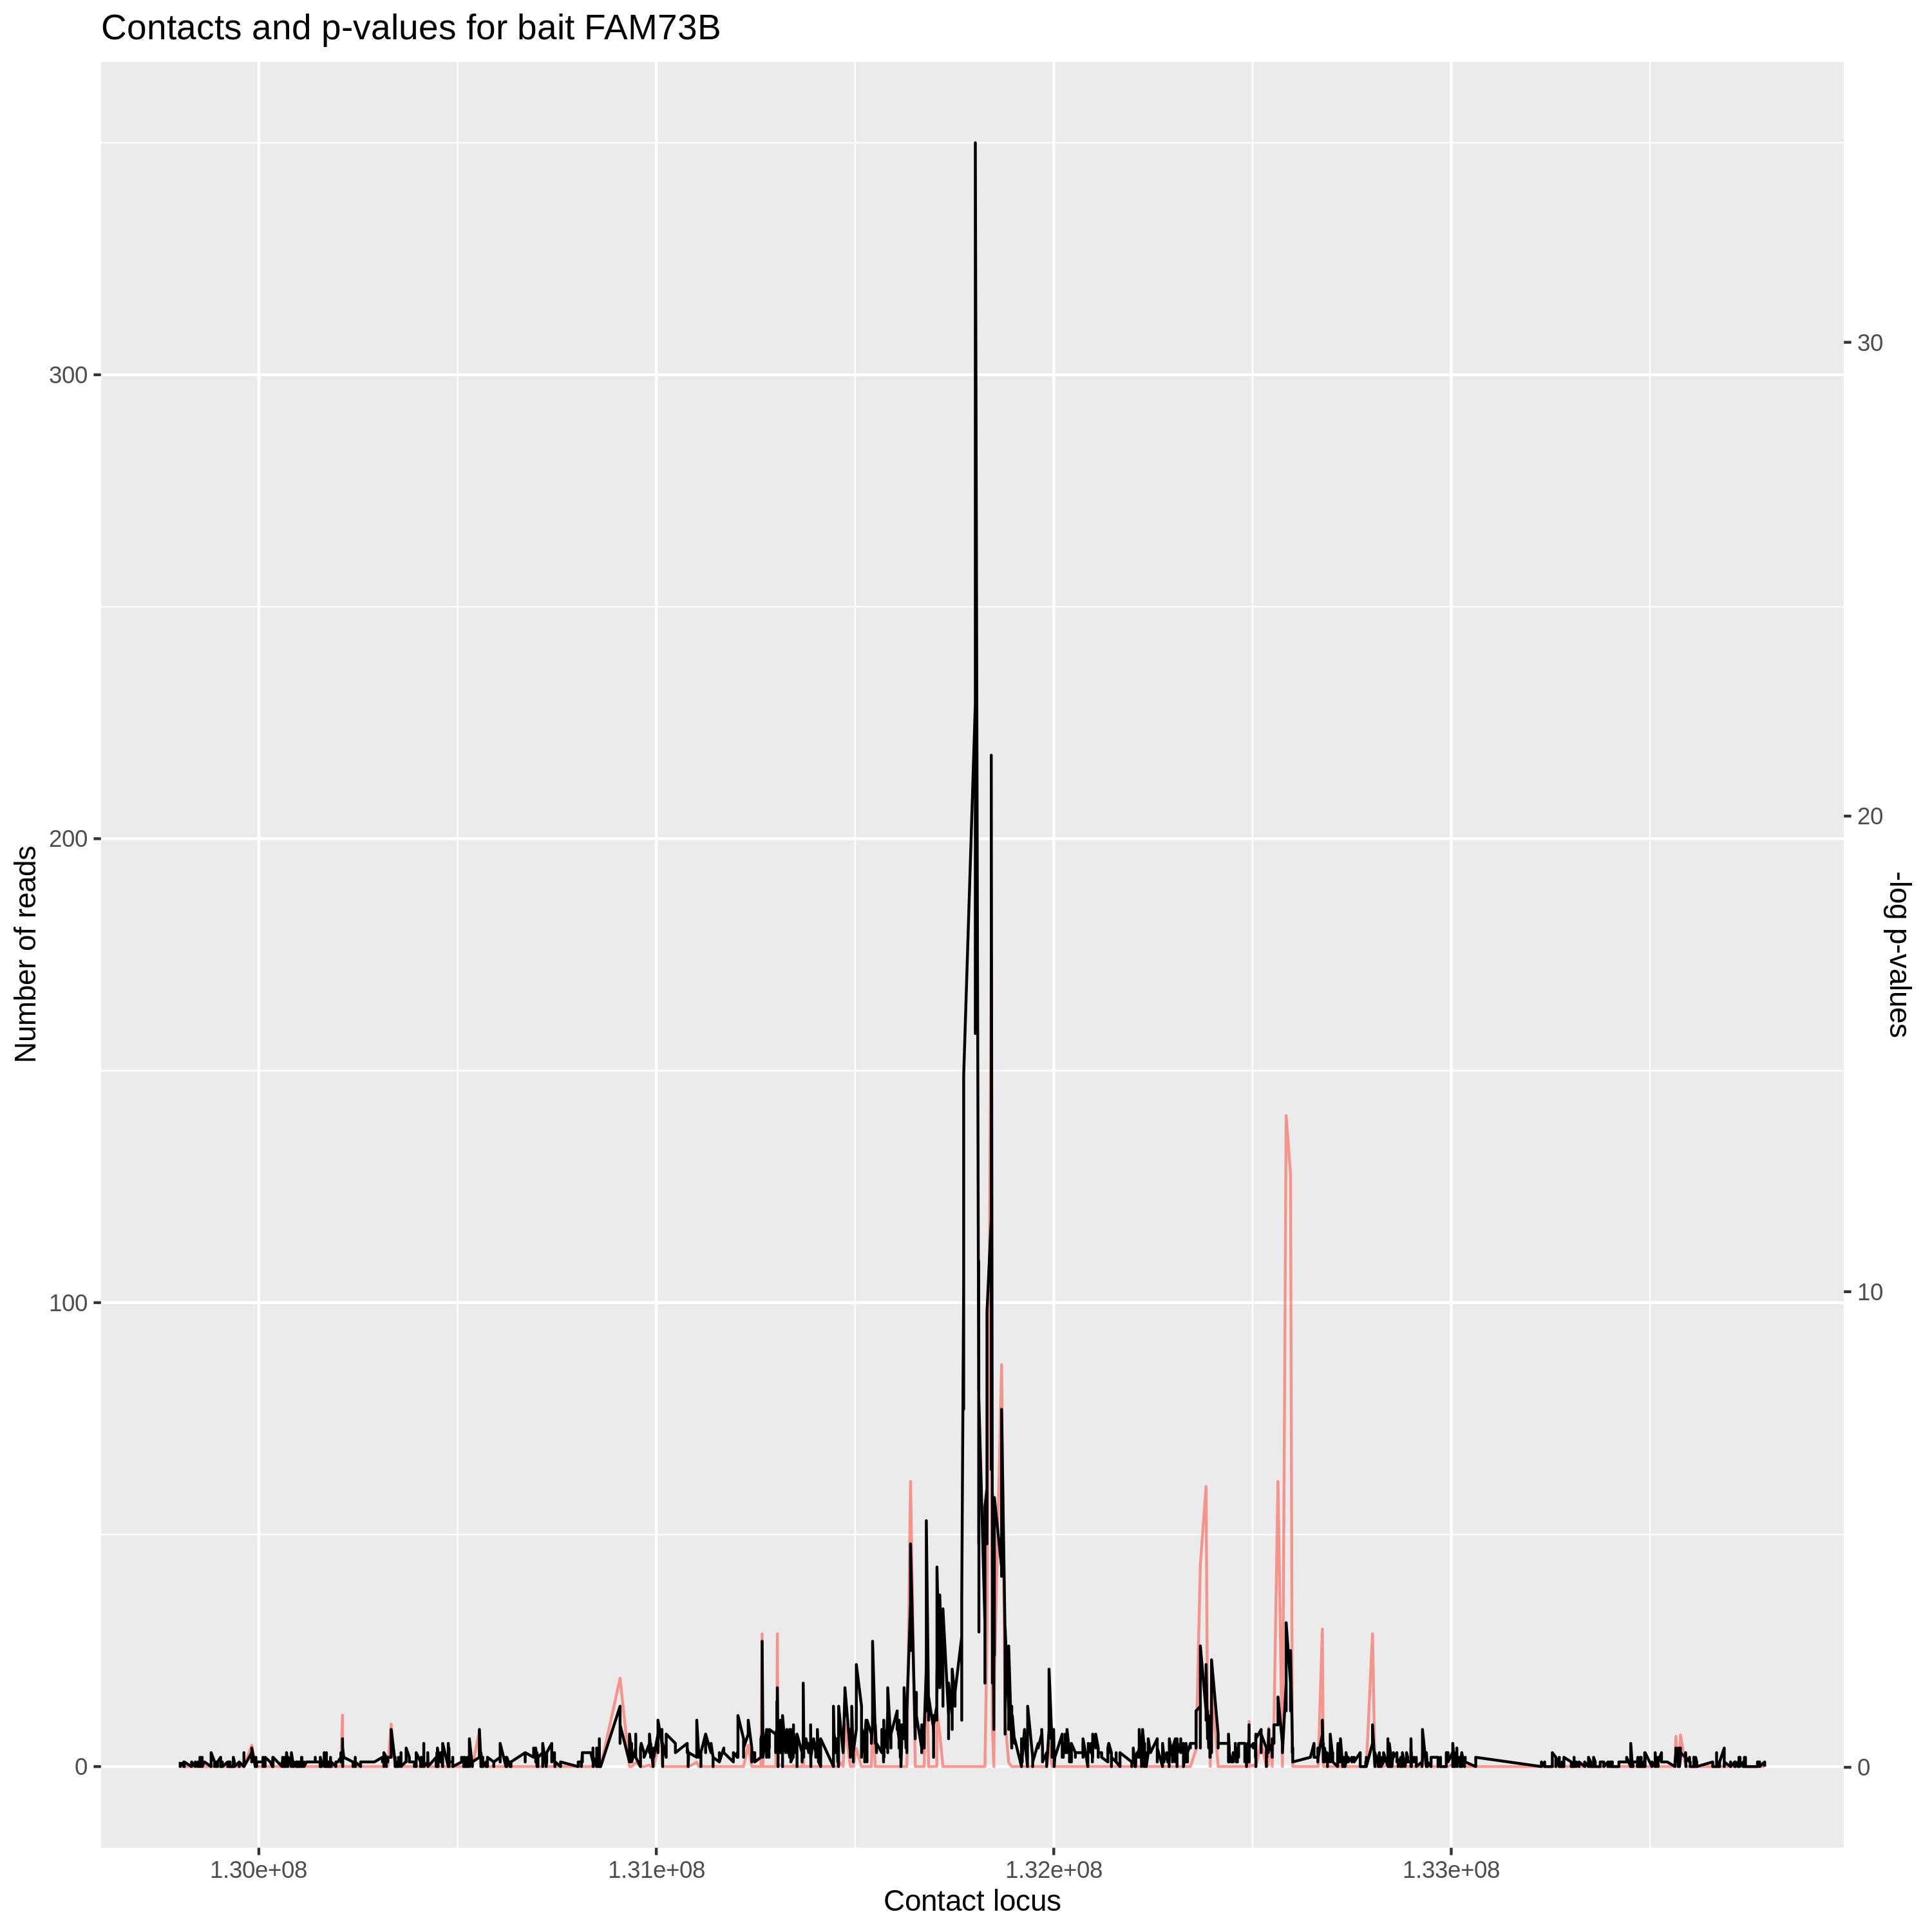 Contacts and p-values for bait FAM73B
Number of reads
300
200
100
0
30
20
10
0
-log p-values
1.30e+08
1.31e+08
1.32e+08
1.33e+08
Contact locus